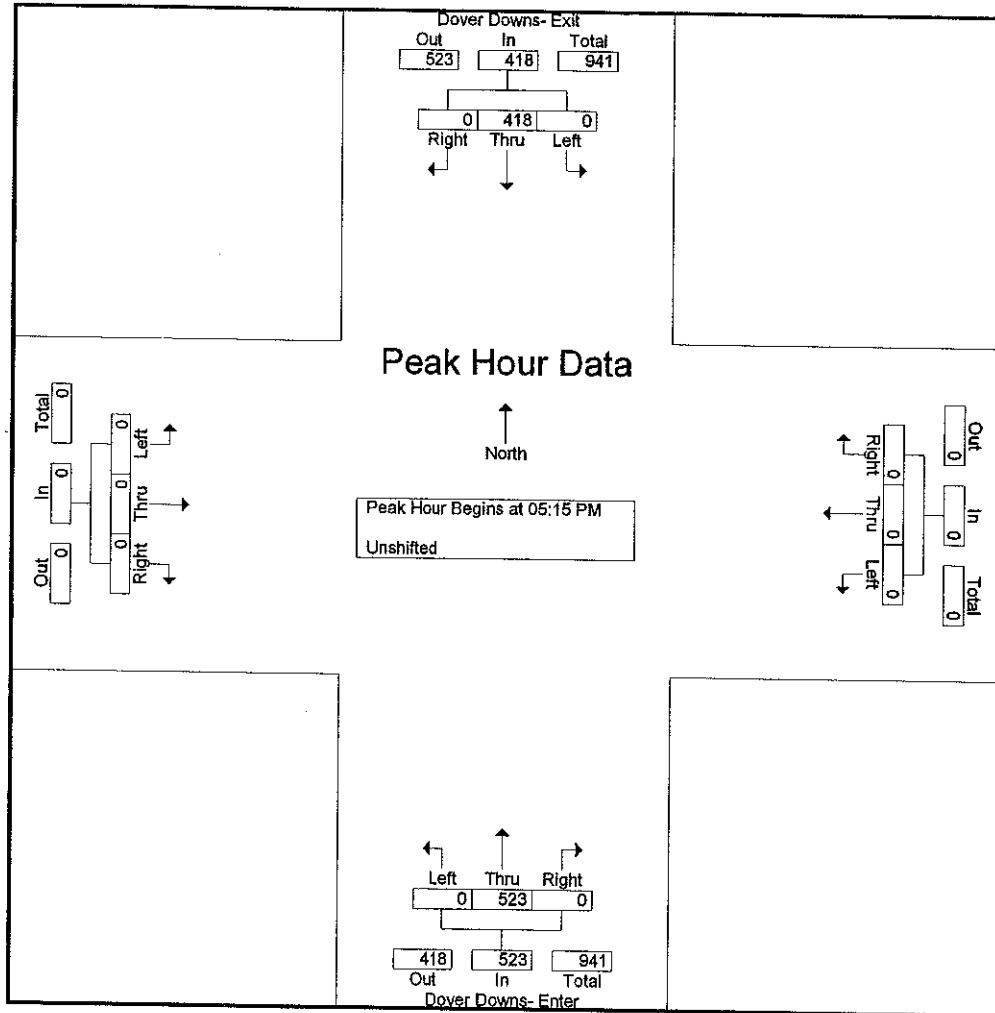 Dover Downs- Exit
Out In Total
523 418 941
0 418 0
Right Thru Left
Peak Hour Data
North
Peak Hour Begins at 05:15 PM
Unshifted
Total In Out
0 0 0
0 0 0
Left Thru Right
Right Thru Left
0 0 0
Out In Total
0 0 0
Left Thru Right
0 523 0
418 523 941
Out In Total
Dover Downs- Enter